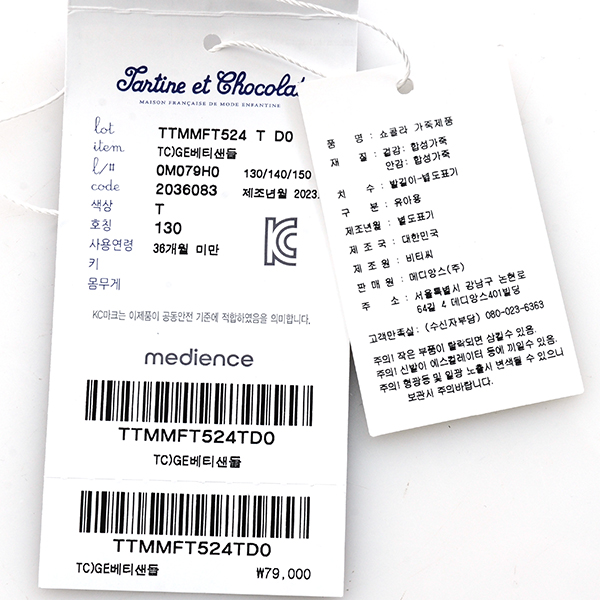 Tartine et Chocolat
MAISON FRANÇAISE DE MODE ENFANTINE
lot TTMMFT524 T D0
item TC)GE베티샌들
l/# 0M079H0 130/140/150
code 2036083 제조년월 2023.
색상 T
호칭 130
사용연령 36개월 미만
키
몸무게
KC마크는 이제품이 공통안전 기준에 적합하였음을 의미합니다.
medience
TTMMFT524TD0
TC)GE베티샌들
TTMMFT524TD0
TC)GE베티샌들 ₩79,000
품 명 : 쇼콜라 가죽제품
재 질 : 겉감: 합성가죽
안감: 합성가죽
치 수 : 발길이-별도표기
구 분 : 유아용
제조년월 : 별도표기
제 조 국 : 대한민국
제 조 원 : 비티씨
판 매 원 : 메디앙스(주)
주 소 : 서울특별시 강남구 논현로
64길 4 메디앙스401빌딩
고객만족실: (수신자부담) 080-023-6363
주의! 작은 부품이 탈락되면 삼킬수 있음.
주의! 신발이 에스컬레이터 등에 끼일수 있음.
주의! 형광등 및 일광 노출시 변색될 수 있으니
보관시 주의바랍니다.